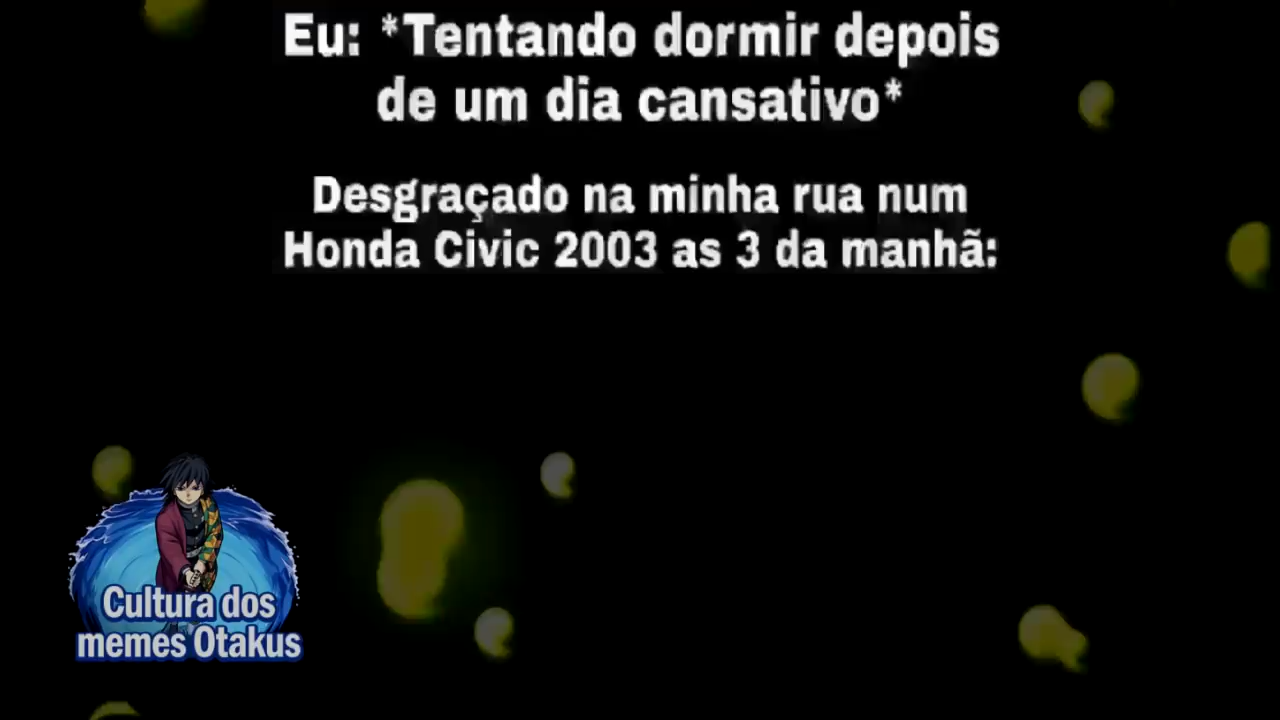 Eu: *Tentando dormir depois
de um dia cansativo*
Desgraçado na minha rua num
Honda Civic 2003 as 3 da manhã:
Cultura dos
memes Otakus